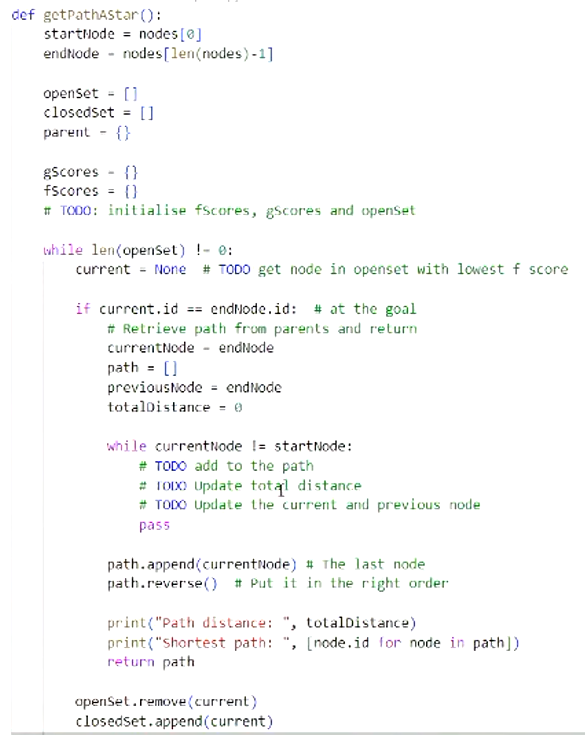 def getPathAStar():
    startNode = nodes[0]
    endNode = nodes[len(nodes)-1]
    openSet = []
    closedSet = []
    parent = {}
    gScores = {}
    fScores = {}
    # TODO: initialise fScores, gScores and openSet
    while len(openSet) != 0:
        current = None  # TODO get node in openset with lowest f score
        if current.id == endNode.id:  # at the goal
            # Retrieve path from parents and return
            currentNode = endNode
            path = []
            previousNode = endNode
            totalDistance = 0
            while currentNode != startNode:
                # TODO add to the path
                # TODO Update total distance
                # TODO Update the current and previous node
                pass
            path.append(currentNode) # The last node
            path.reverse()  # Put it in the right order
            print("Path distance: ", totalDistance)
            print("Shortest path: ", [node.id for node in path])
            return path
        openSet.remove(current)
        closedSet.append(current)